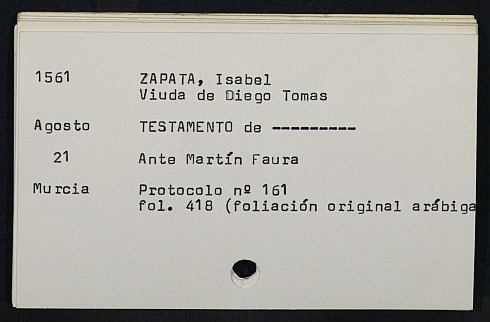 1561 ZAPATA, Isabel
Viuda de Diego Tomas
Agosto TESTAMENTO de ---------
21 Ante Martín Faura
Murcia Protocolo nº 161
fol. 418 (foliación original arábiga